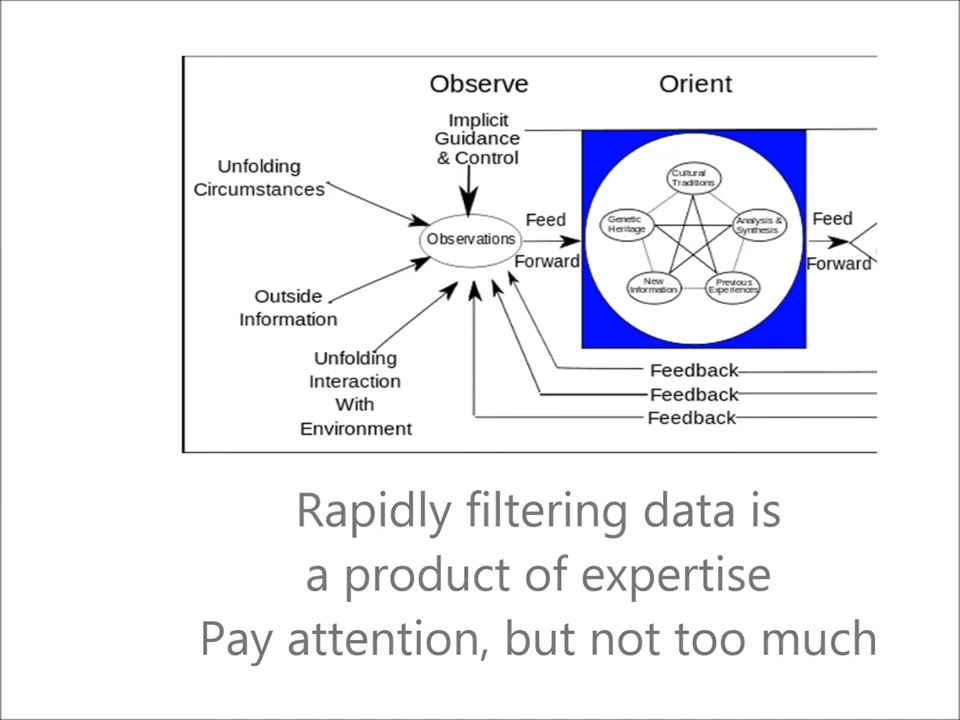 Observe
Orient
Implicit
Guidance
& Control
Unfolding
Circumstances
Observations
Feed
Forward
Cultural
Traditions
Genetic
Heritage
Analysis &
Synthesis
New
Information
Previous
Experiences
Feed
Forward
Outside
Information
Unfolding
Interaction
With
Environment
Feedback
Feedback
Feedback
Rapidly filtering data is
a product of expertise
Pay attention, but not too much